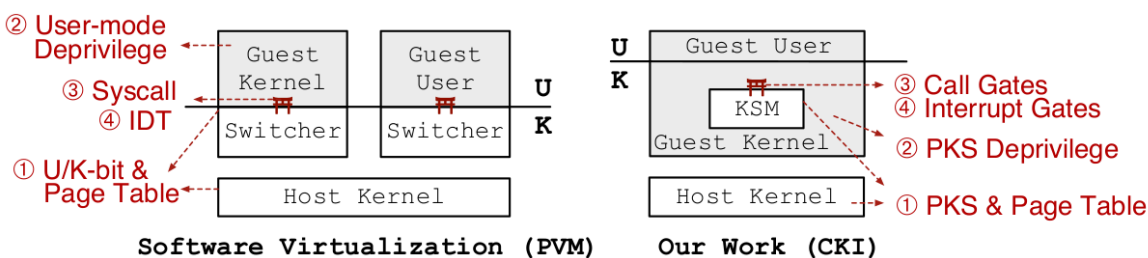 ② User-mode
Deprivilege
③ Syscall
④ IDT
① U/K-bit &
Page Table
Guest
Kernel
Guest
User
U
K
Switcher
Switcher
Host Kernel
Software Virtualization (PVM)
U
K
Guest User
KSM
Guest Kernel
Host Kernel
③ Call Gates
④ Interrupt Gates
② PKS Deprivilege
① PKS & Page Table
Our Work (CKI)